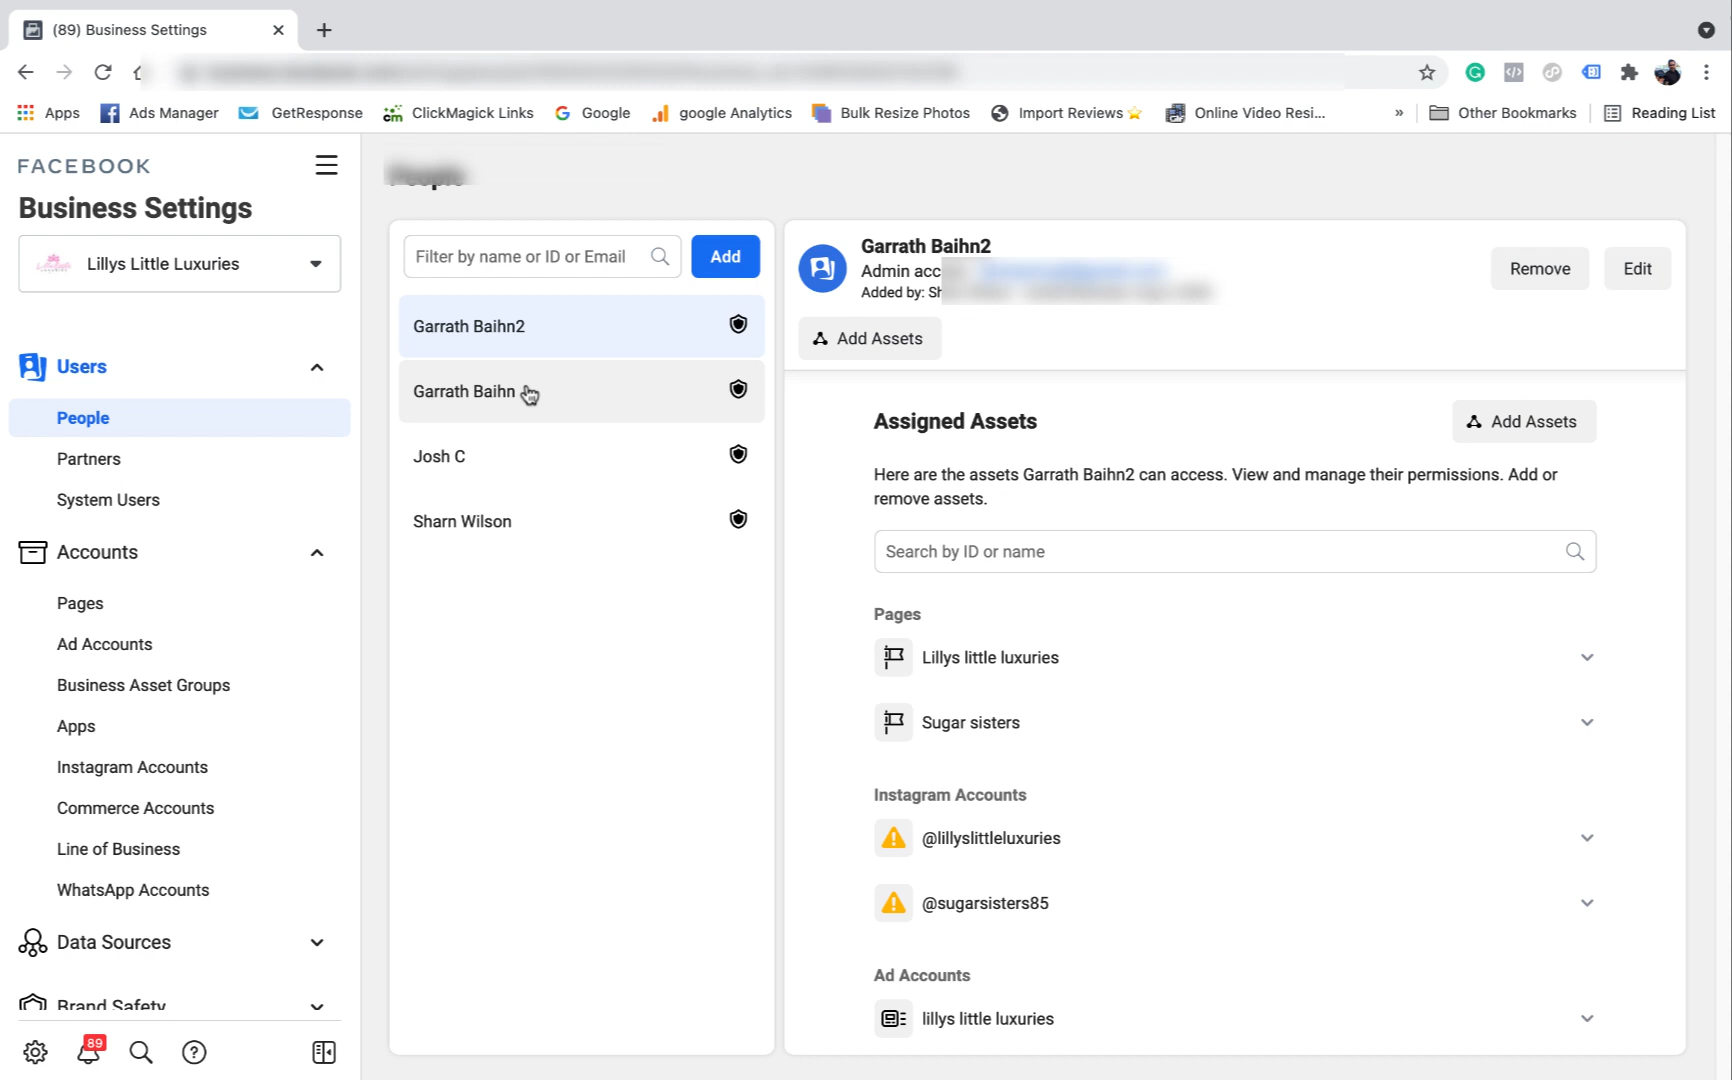 (89) Business Settings
Apps
Ads Manager
GetResponse
ClickMagick Links
Google
google Analytics
Bulk Resize Photos
Import Reviews⭐
Online Video Resi...
»
Other Bookmarks
Reading List
FACEBOOK
Business Settings
Lillys Little Luxuries
Users
People
Partners
System Users
Accounts
Pages
Ad Accounts
Business Asset Groups
Apps
Instagram Accounts
Commerce Accounts
Line of Business
WhatsApp Accounts
Data Sources
Brand Safety
89
People
Filter by name or ID or Email
Add
Garrath Baihn2
Garrath Baihn
Josh C
Sharn Wilson
Garrath Baihn2
Admin acc
Added by: Sh
Remove
Edit
Add Assets
Assigned Assets
Add Assets
Here are the assets Garrath Baihn2 can access. View and manage their permissions. Add or
remove assets.
Search by ID or name
Pages
Lillys little luxuries
Sugar sisters
Instagram Accounts
@lillyslittleluxuries
@sugarsisters85
Ad Accounts
lillys little luxuries